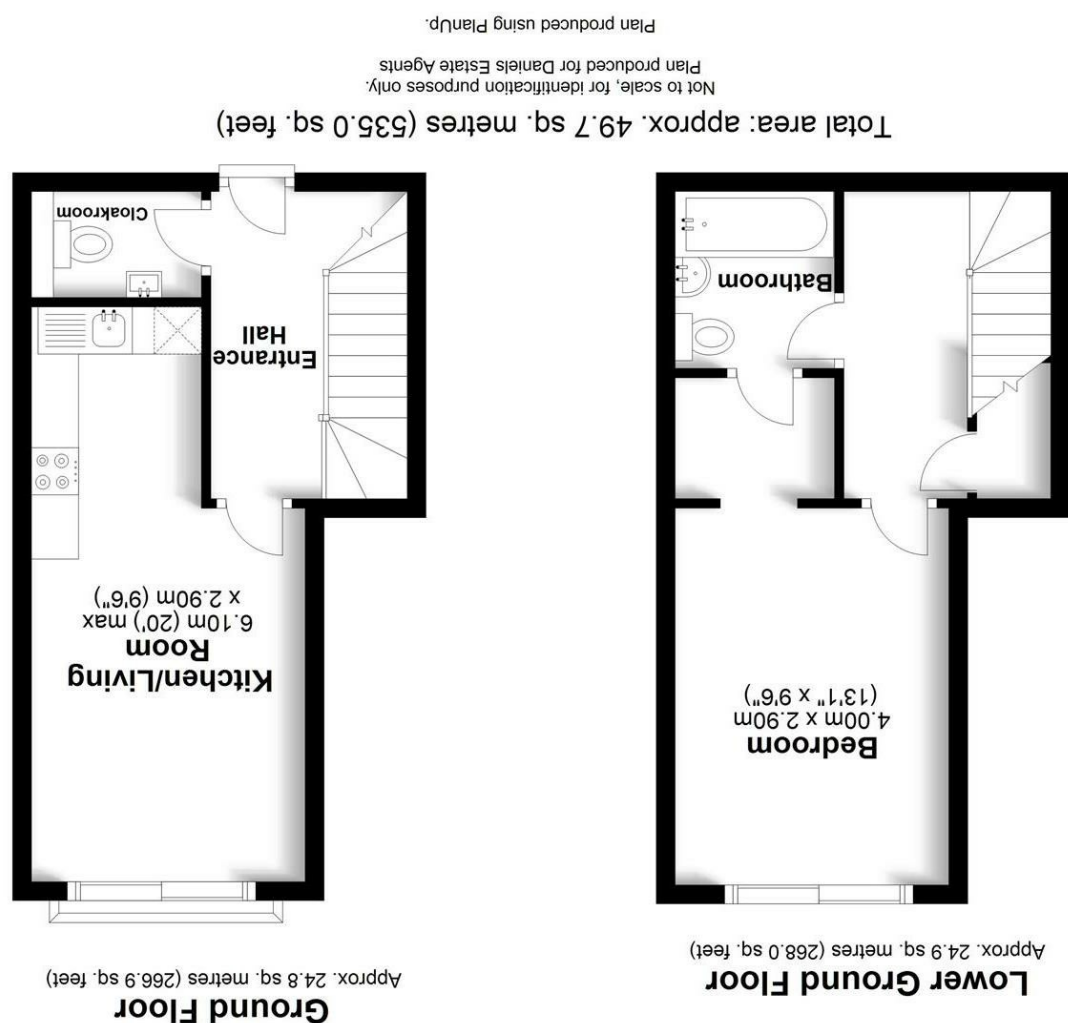 Lower Ground Floor
Approx. 24.9 sq. metres (268.0 sq. feet)
Bedroom
4.00m x 2.90m
(13'1" x 9'6")
Bathroom
Ground Floor
Approx. 24.8 sq. metres (266.9 sq. feet)
Kitchen/Living
Room
6.10m (20') max
x 2.90m (9'6")
Entrance
Hall
Cloakroom
Total area: approx. 49.7 sq. metres (535.0 sq. feet)
Not to scale, for identification purposes only.
Plan produced for Daniels Estate Agents
Plan produced using PlanUp.